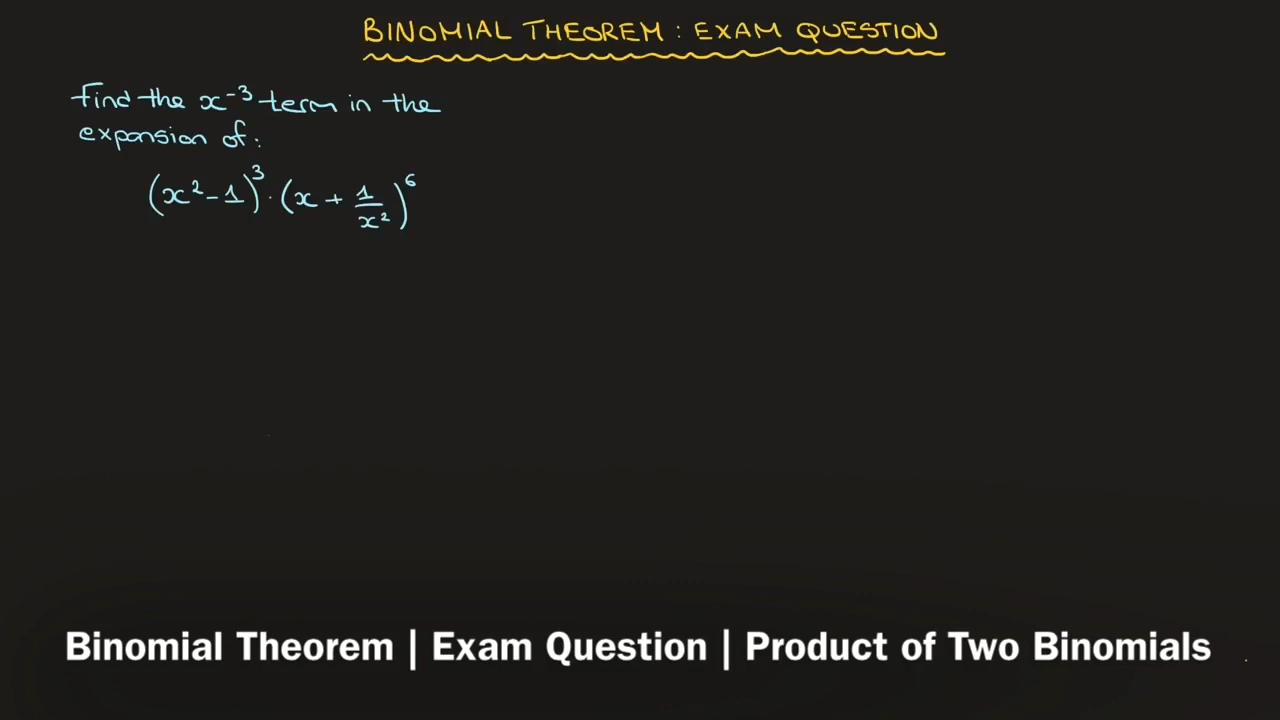 BINOMIAL THEOREM : EXAM QUESTION
Find the x⁻³ term in the
expansion of:
(x² - 1)³ · (x + 1/x²)⁶
Binomial Theorem | Exam Question | Product of Two Binomials